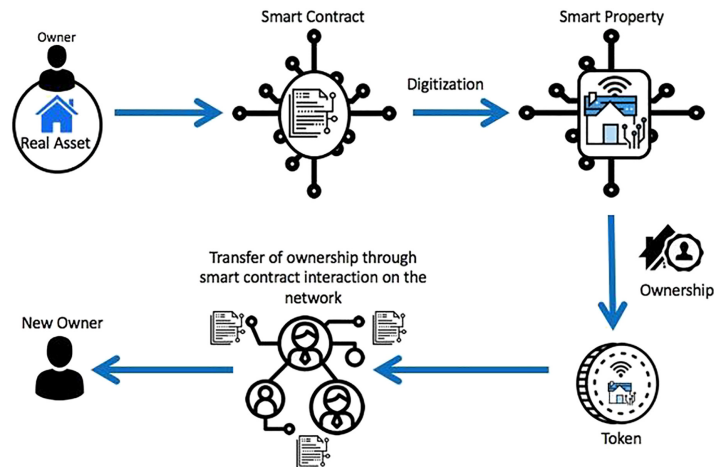 Owner
Real Asset
Smart Contract
Digitization
Smart Property
Ownership
Token
Transfer of ownership through
smart contract interaction on the
network
New Owner